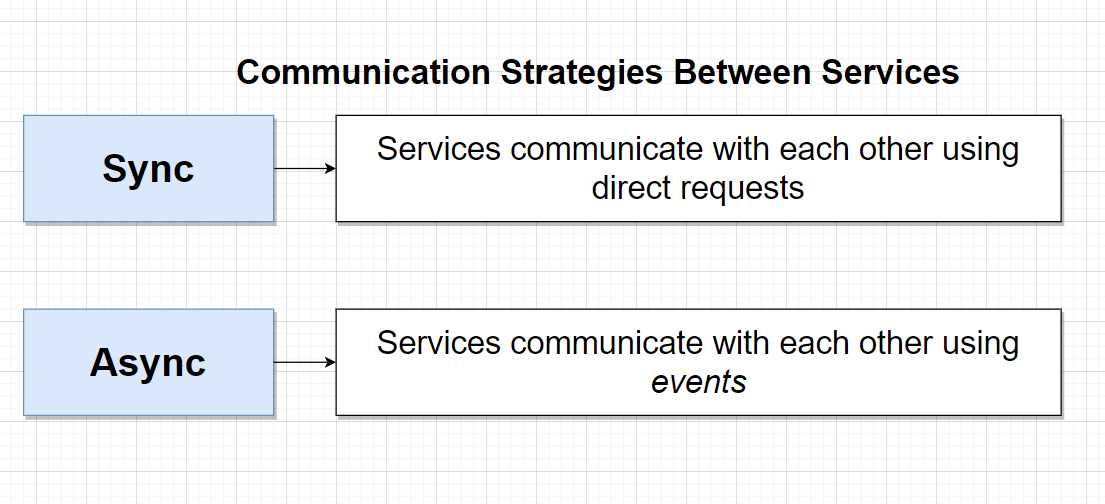 Communication Strategies Between Services
Sync
Services communicate with each other using
direct requests
Async
Services communicate with each other using
events